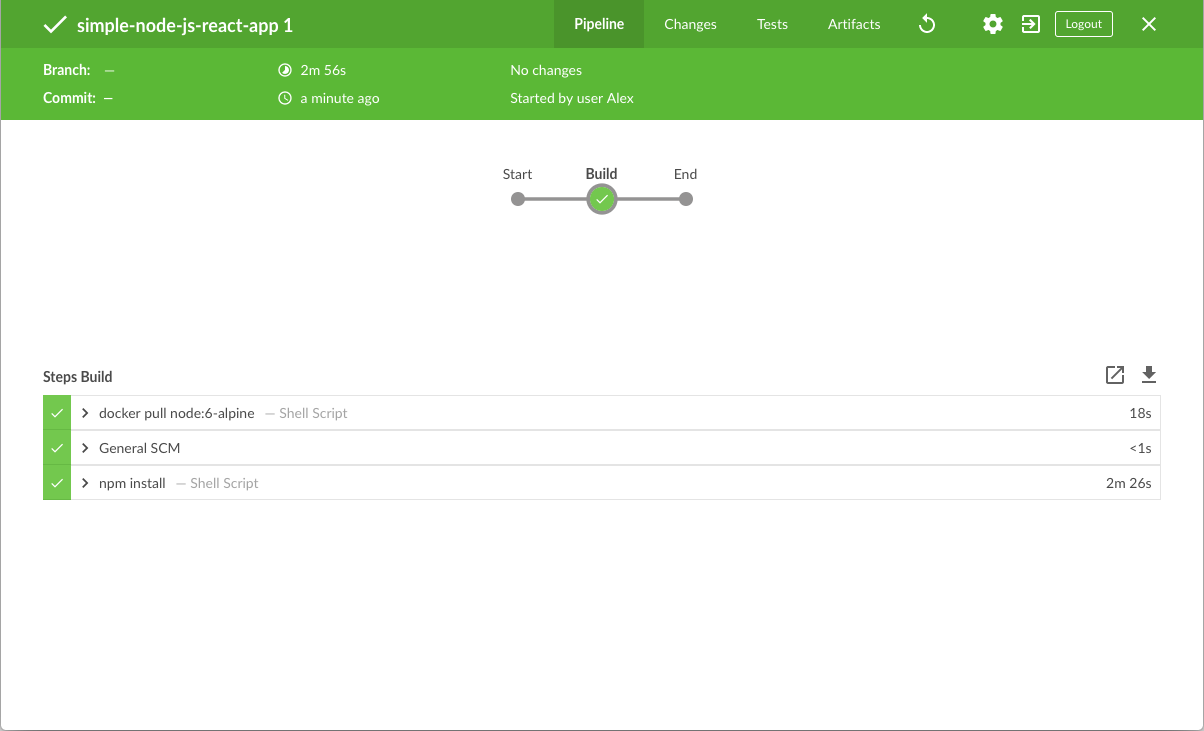 simple-node-js-react-app 1 Pipeline Changes Tests Artifacts Logout
Branch: — 2m 56s No changes
Commit: — a minute ago Started by user Alex
Start Build End
Steps Build
docker pull node:6-alpine — Shell Script 18s
General SCM <1s
npm install — Shell Script 2m 26s